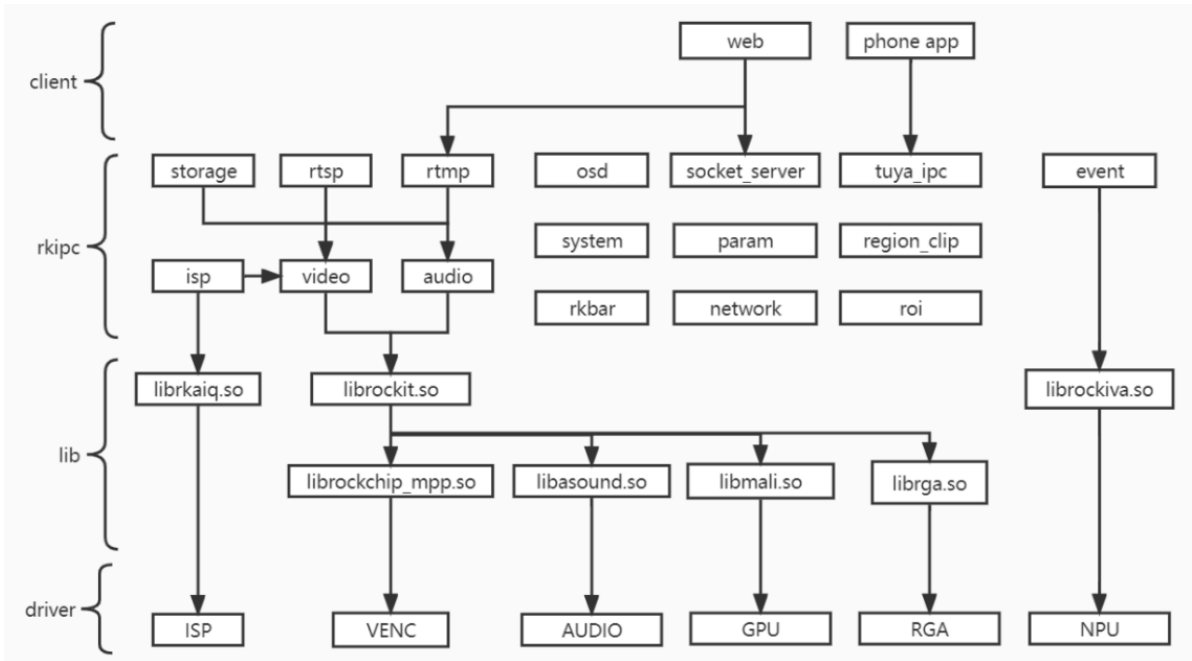 client
web
phone app
rkipc
storage
rtsp
rtmp
osd
socket_server
tuya_ipc
event
system
param
region_clip
isp
video
audio
rkbar
network
roi
lib
librkaiq.so
librockit.so
librockiva.so
librockchip_mpp.so
libasound.so
libmali.so
librga.so
driver
ISP
VENC
AUDIO
GPU
RGA
NPU